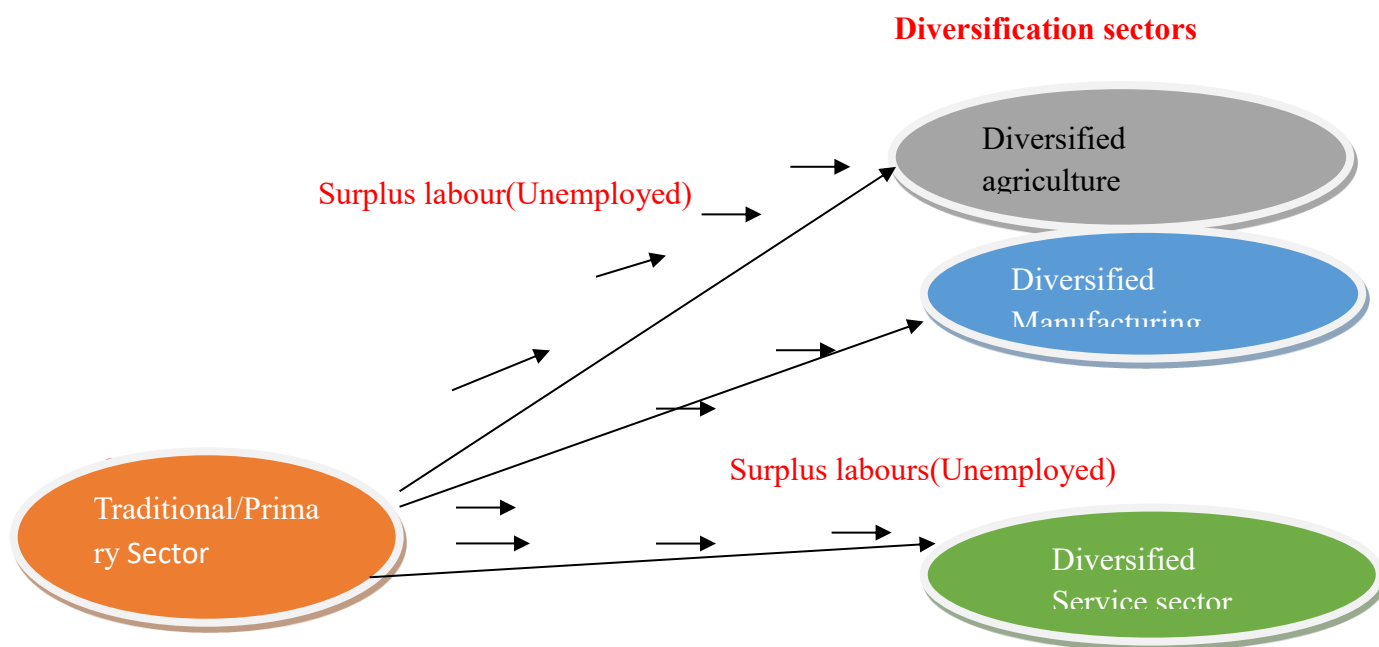 Diversification sectors
Diversified
agriculture
Surplus labour(Unemployed)
Diversified
Manufacturing
Surplus labours(Unemployed)
Traditional/Prima
ry Sector
Diversified
Service sector